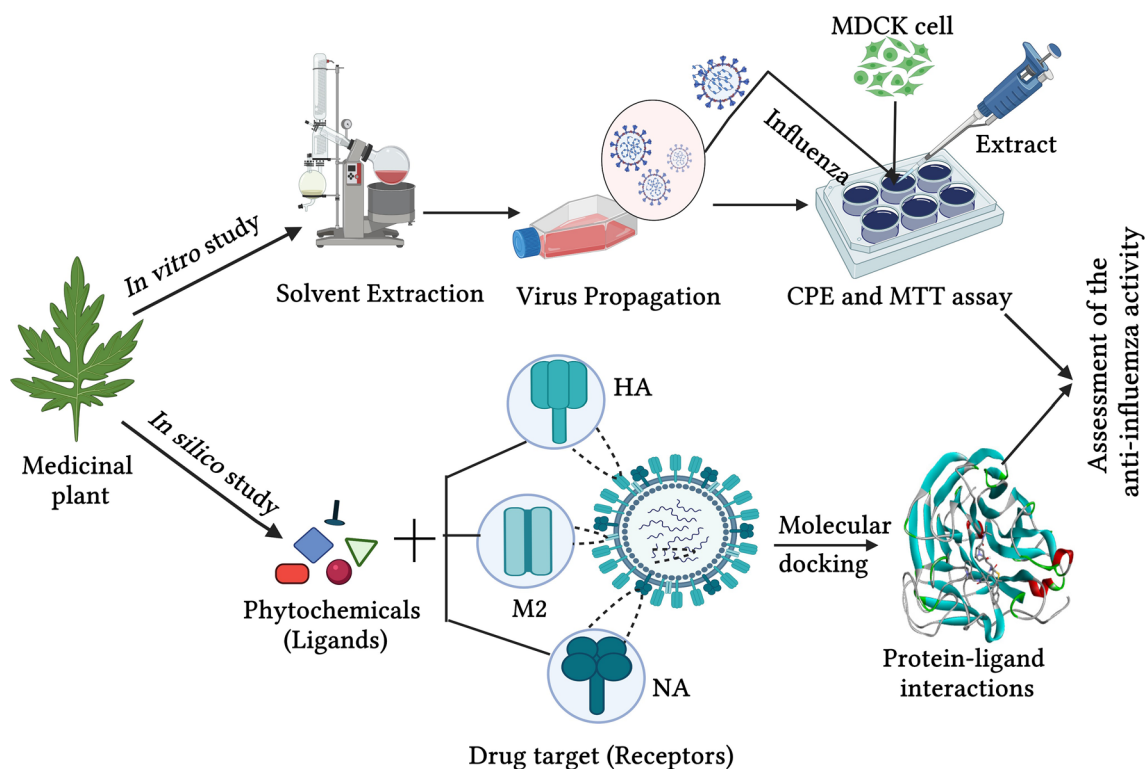 MDCK cell
Influenza
Extract
In vitro study
Solvent Extraction
Virus Propagation
CPE and MTT assay
Medicinal
plant
In silico study
Phytochemicals
(Ligands)
HA
M2
NA
Drug target (Receptors)
Molecular
docking
Protein-ligand
interactions
Assessment of the
anti-influenza activity